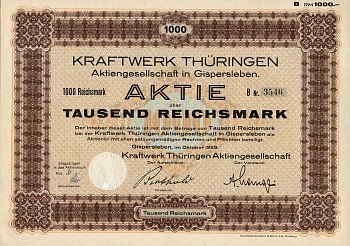 B RM 1000.–
1000
KRAFTWERK THÜRINGEN
Aktiengesellschaft in Gispersleben.
1000 Reichsmark AKTIE B Nr. 3546
über
TAUSEND REICHSMARK
Der Inhaber dieser Aktie ist mit dem Betrage von Tausend Reichsmark
bei der Kraftwerk Thüringen Aktiengesellschaft in Gispersleben als
Aktionär mit allen satzungsmäßigen Rechten und Pflichten beteiligt.
Gispersleben, im Oktober 1929.
Kraftwerk Thüringen Aktiengesellschaft
Der Aufsichtsrat: Der Vorstand:
Tausend Reichsmark